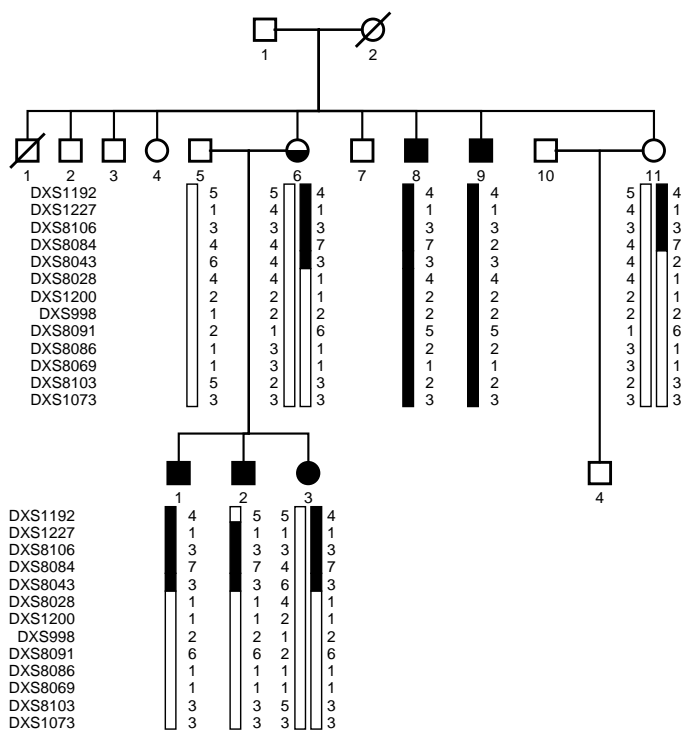 1 2
1 2 3 4 5 6 7 8 9 10 11
DXS1192 5 5 4 4 4 5 4
DXS1227 1 4 1 1 1 4 1
DXS8106 3 3 3 3 3 3 3
DXS8084 4 4 7 7 2 4 7
DXS8043 6 4 3 3 3 4 2
DXS8028 4 4 1 4 4 4 1
DXS1200 2 2 1 2 2 2 1
DXS998 1 2 2 2 2 2 2
DXS8091 2 1 6 5 5 1 6
DXS8086 1 3 1 2 2 3 1
DXS8069 1 3 1 1 1 3 1
DXS8103 5 2 3 2 2 2 3
DXS1073 3 3 3 3 3 3 3
1 2 3 4
DXS1192 4 5 5 4
DXS1227 1 1 1 1
DXS8106 3 3 3 3
DXS8084 7 7 4 7
DXS8043 3 3 6 3
DXS8028 1 1 4 1
DXS1200 1 1 2 1
DXS998 2 2 1 2
DXS8091 6 6 2 6
DXS8086 1 1 1 1
DXS8069 1 1 1 1
DXS8103 3 3 5 3
DXS1073 3 3 3 3